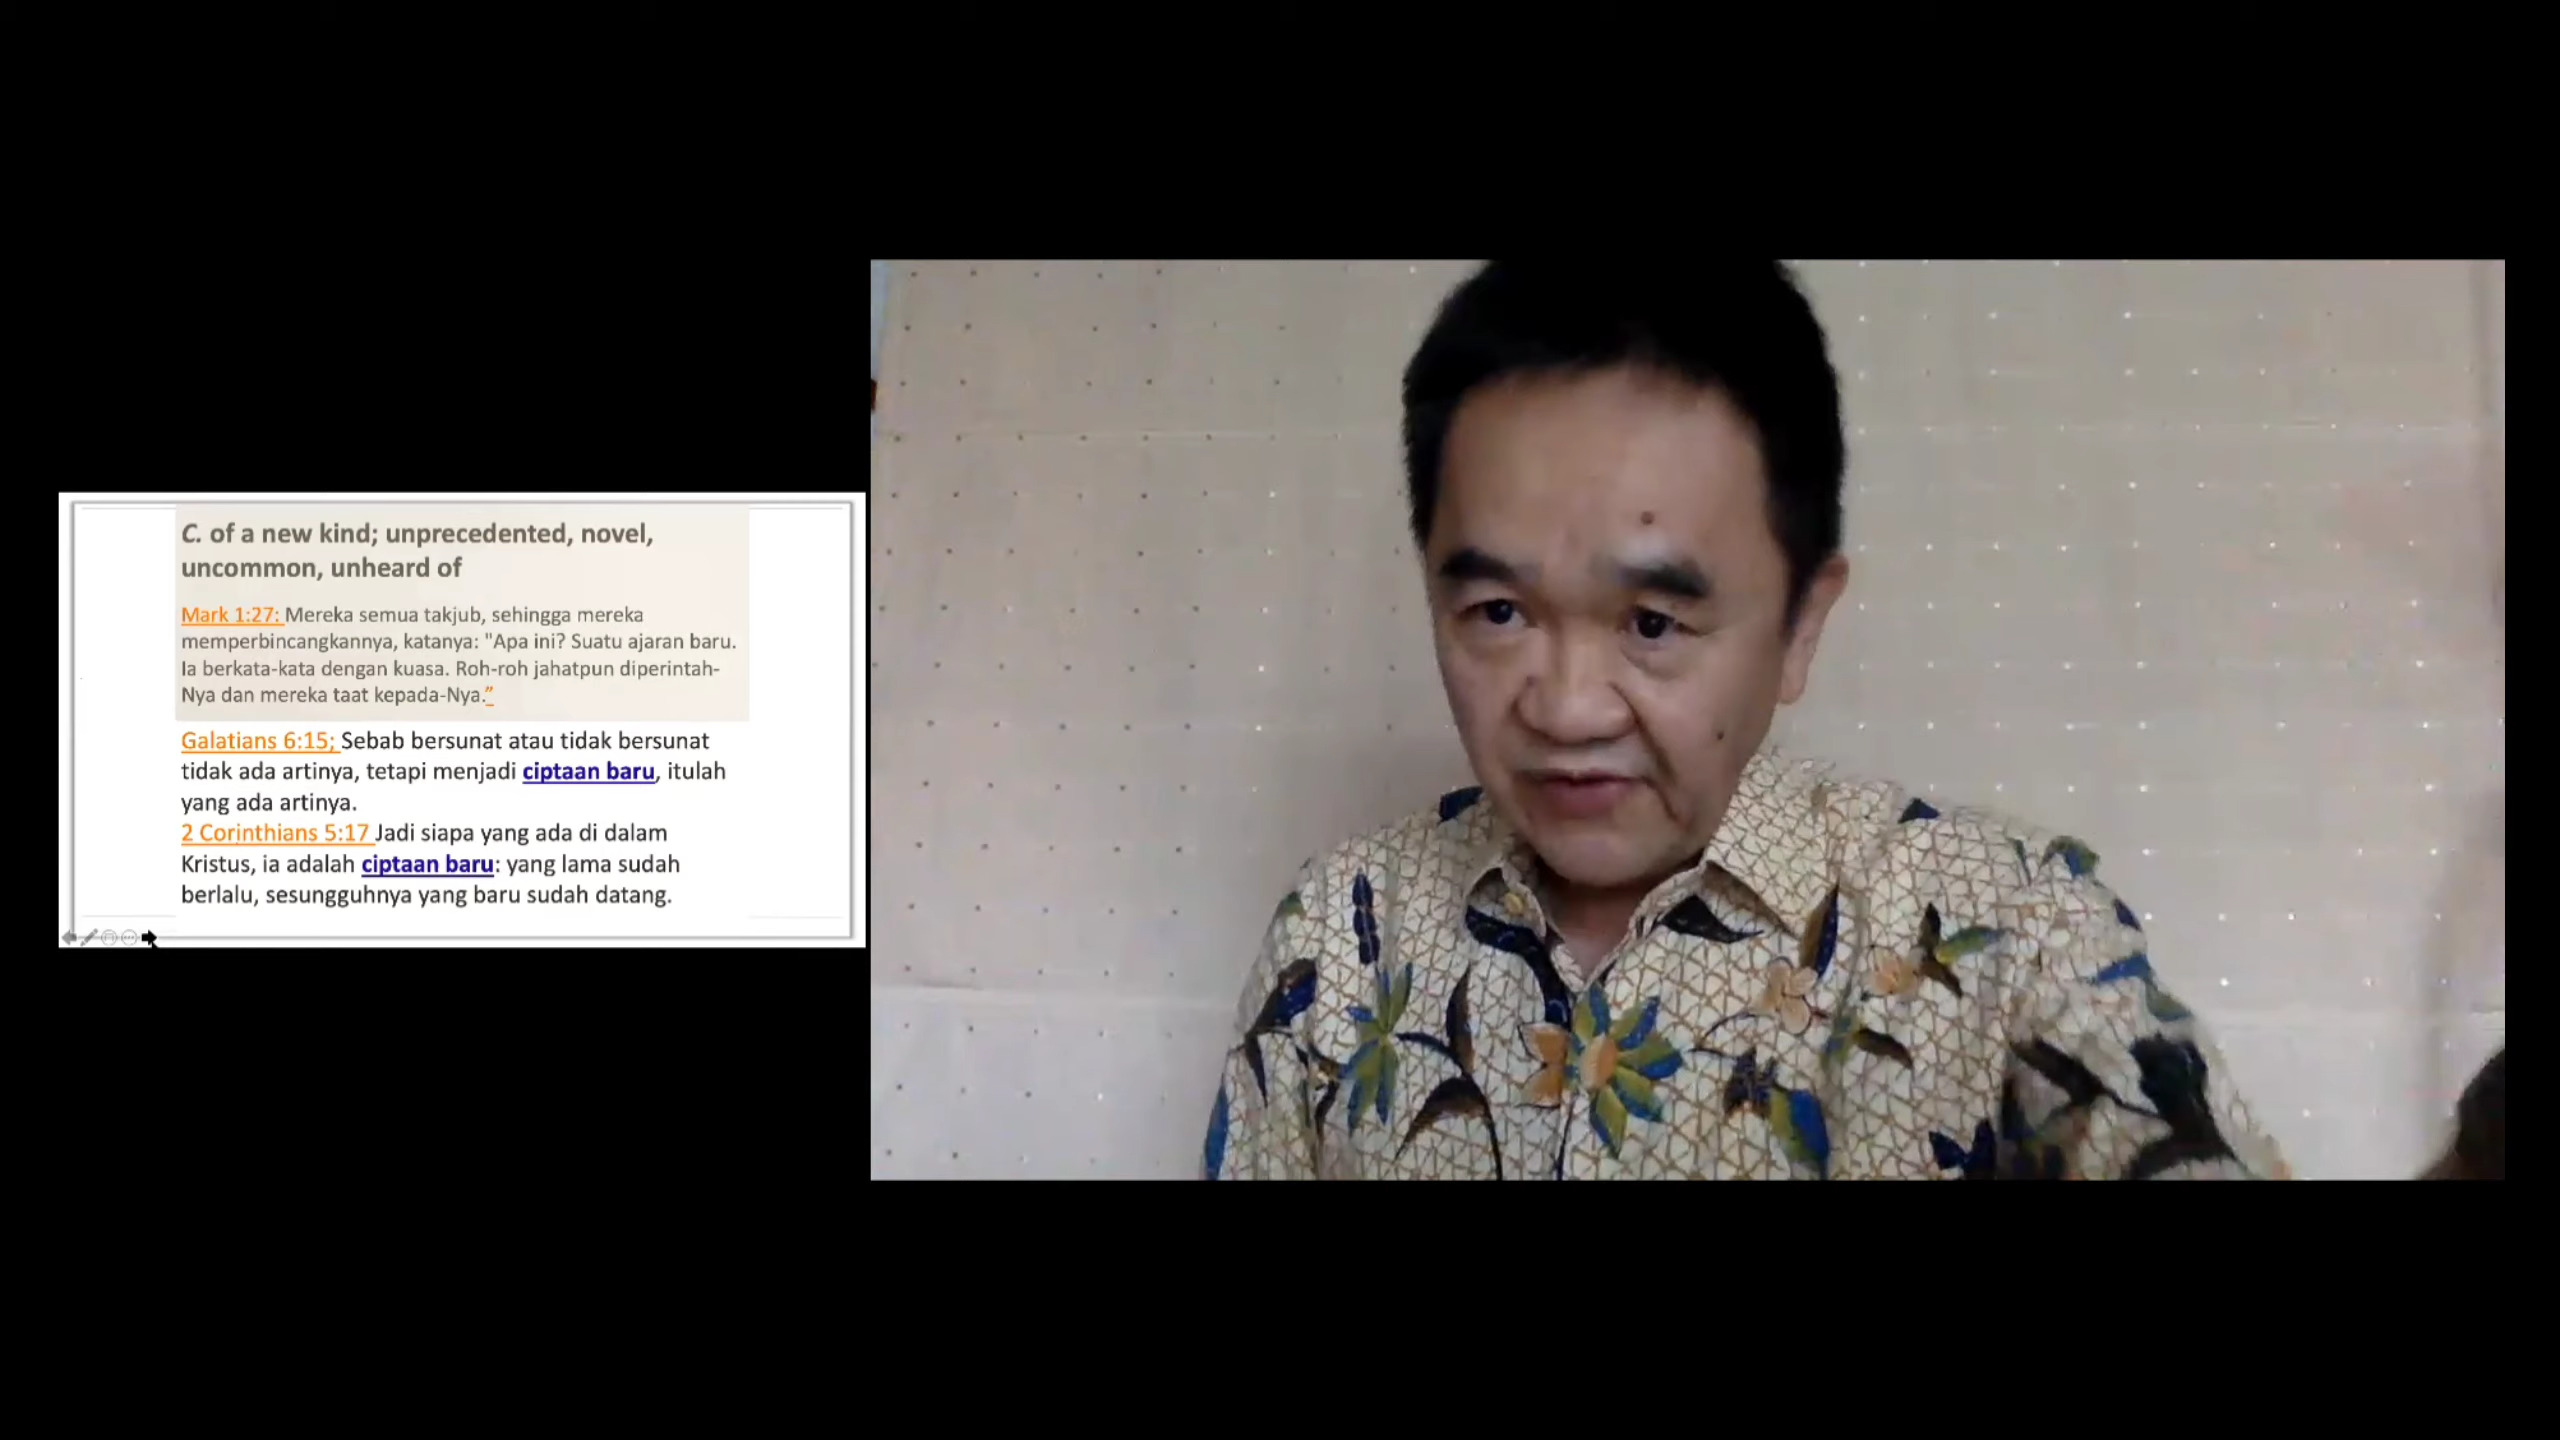 C. of a new kind; unprecedented, novel,
uncommon, unheard of
Mark 1:27: Mereka semua takjub, sehingga mereka
memperbincangkannya, katanya: "Apa ini? Suatu ajaran baru.
Ia berkata-kata dengan kuasa. Roh-roh jahatpun diperintah-
Nya dan mereka taat kepada-Nya.”
Galatians 6:15; Sebab bersunat atau tidak bersunat
tidak ada artinya, tetapi menjadi ciptaan baru, itulah
yang ada artinya.
2 Corinthians 5:17 Jadi siapa yang ada di dalam
Kristus, ia adalah ciptaan baru: yang lama sudah
berlalu, sesungguhnya yang baru sudah datang.